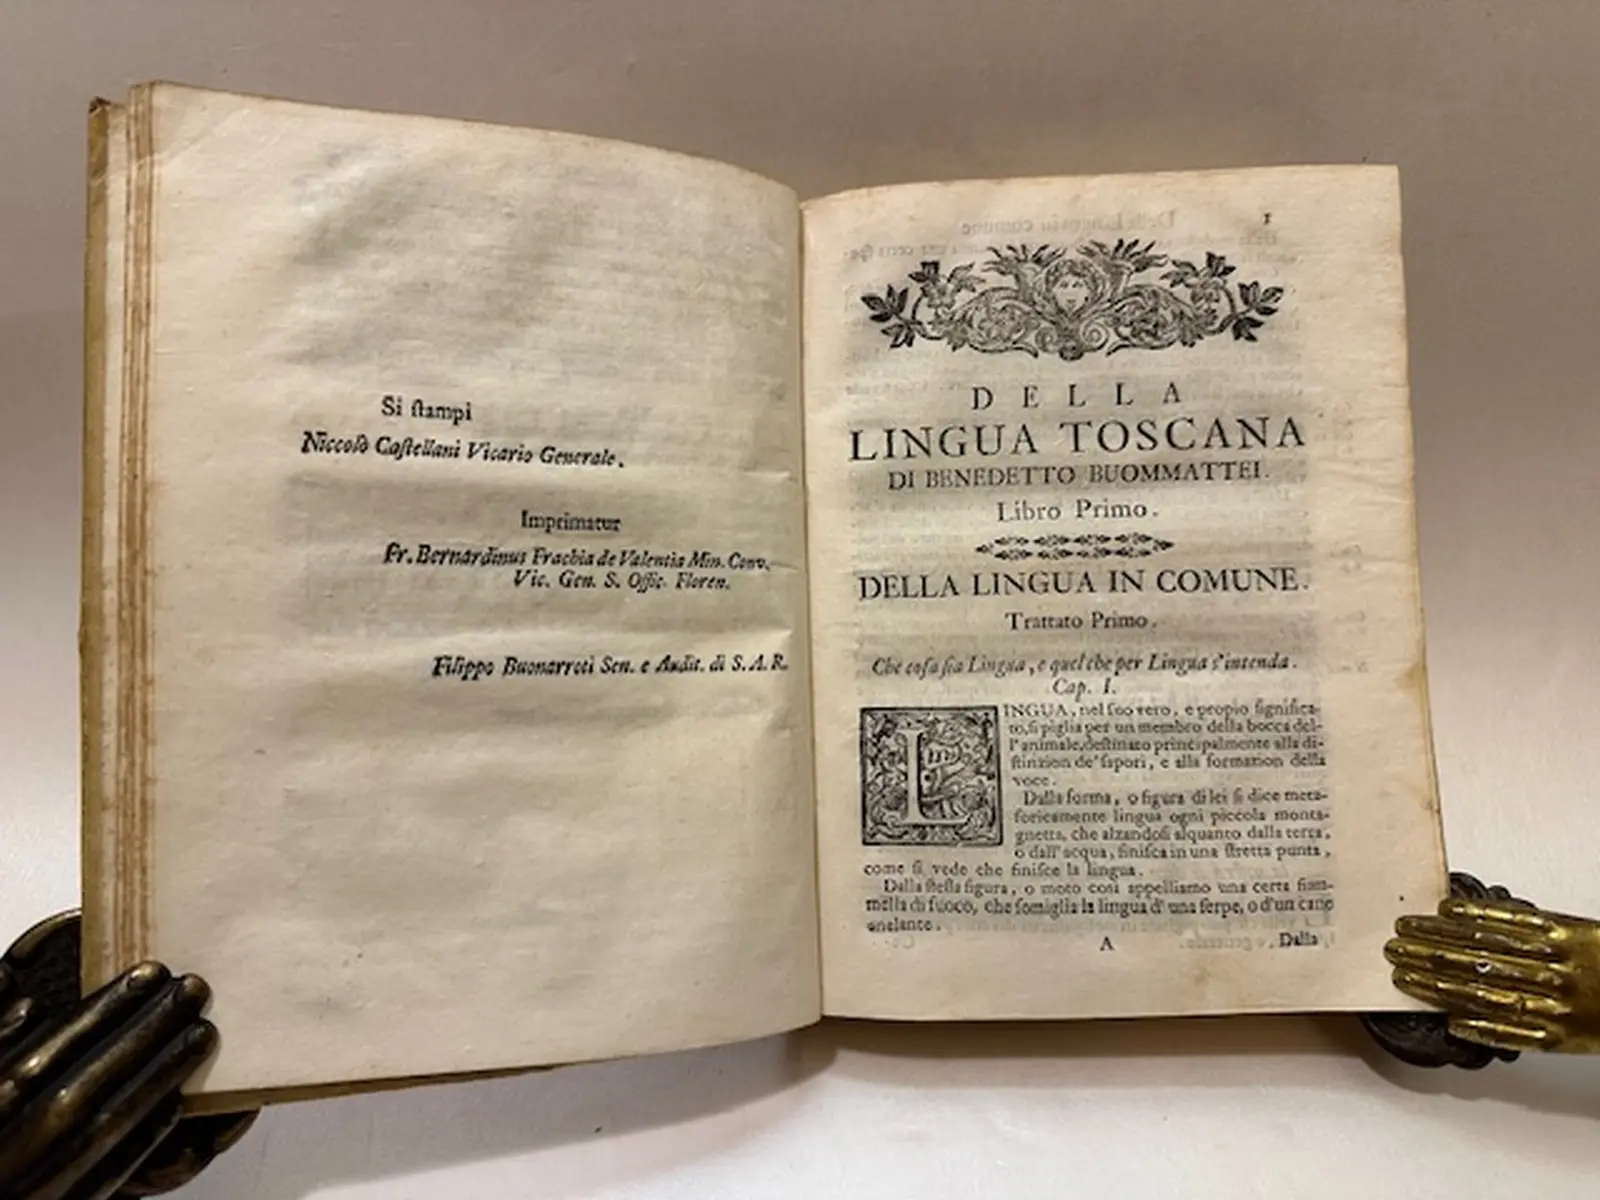 Si ſtampi
Niccolò Caſtellani Vicario Generale.
Imprimatur
Fr. Bernardinus Frachia de Valentia Min. Conv.
Vic. Gen. S. Offic. Floren.
Filippo Buonarroti Sen. e Audit. di S. A. R.
1
DELLA
LINGUA TOSCANA
DI BENEDETTO BUOMMATTEI.
Libro Primo.
DELLA LINGUA IN COMUNE.
Trattato Primo.
Che coſa ſia Lingua, e quel che per Lingua s'intenda.
Cap. I.
LINGUA, nel ſuo vero, e propio ſignifica-
to, ſi piglia per un membro della bocca del-
l'animale, deſtinato principalmente alla di-
ſtinzion de' ſapori, e alla formazion della
voce.
Dalla forma, o figura di lei ſi dice meta-
foricamente lingua ogni piccola monta-
gnetta, che alzandoſi alquanto dalla terra,
o dall'acqua, finiſca in una ſtretta punta,
come ſi vede che finiſce la lingua.
Dalla ſteſſa figura, o moto così appelliamo una certa fiam-
mella di fuoco, che ſomiglia la lingua d'una ſerpe, o d'un cane
anelante.
A
Dalla